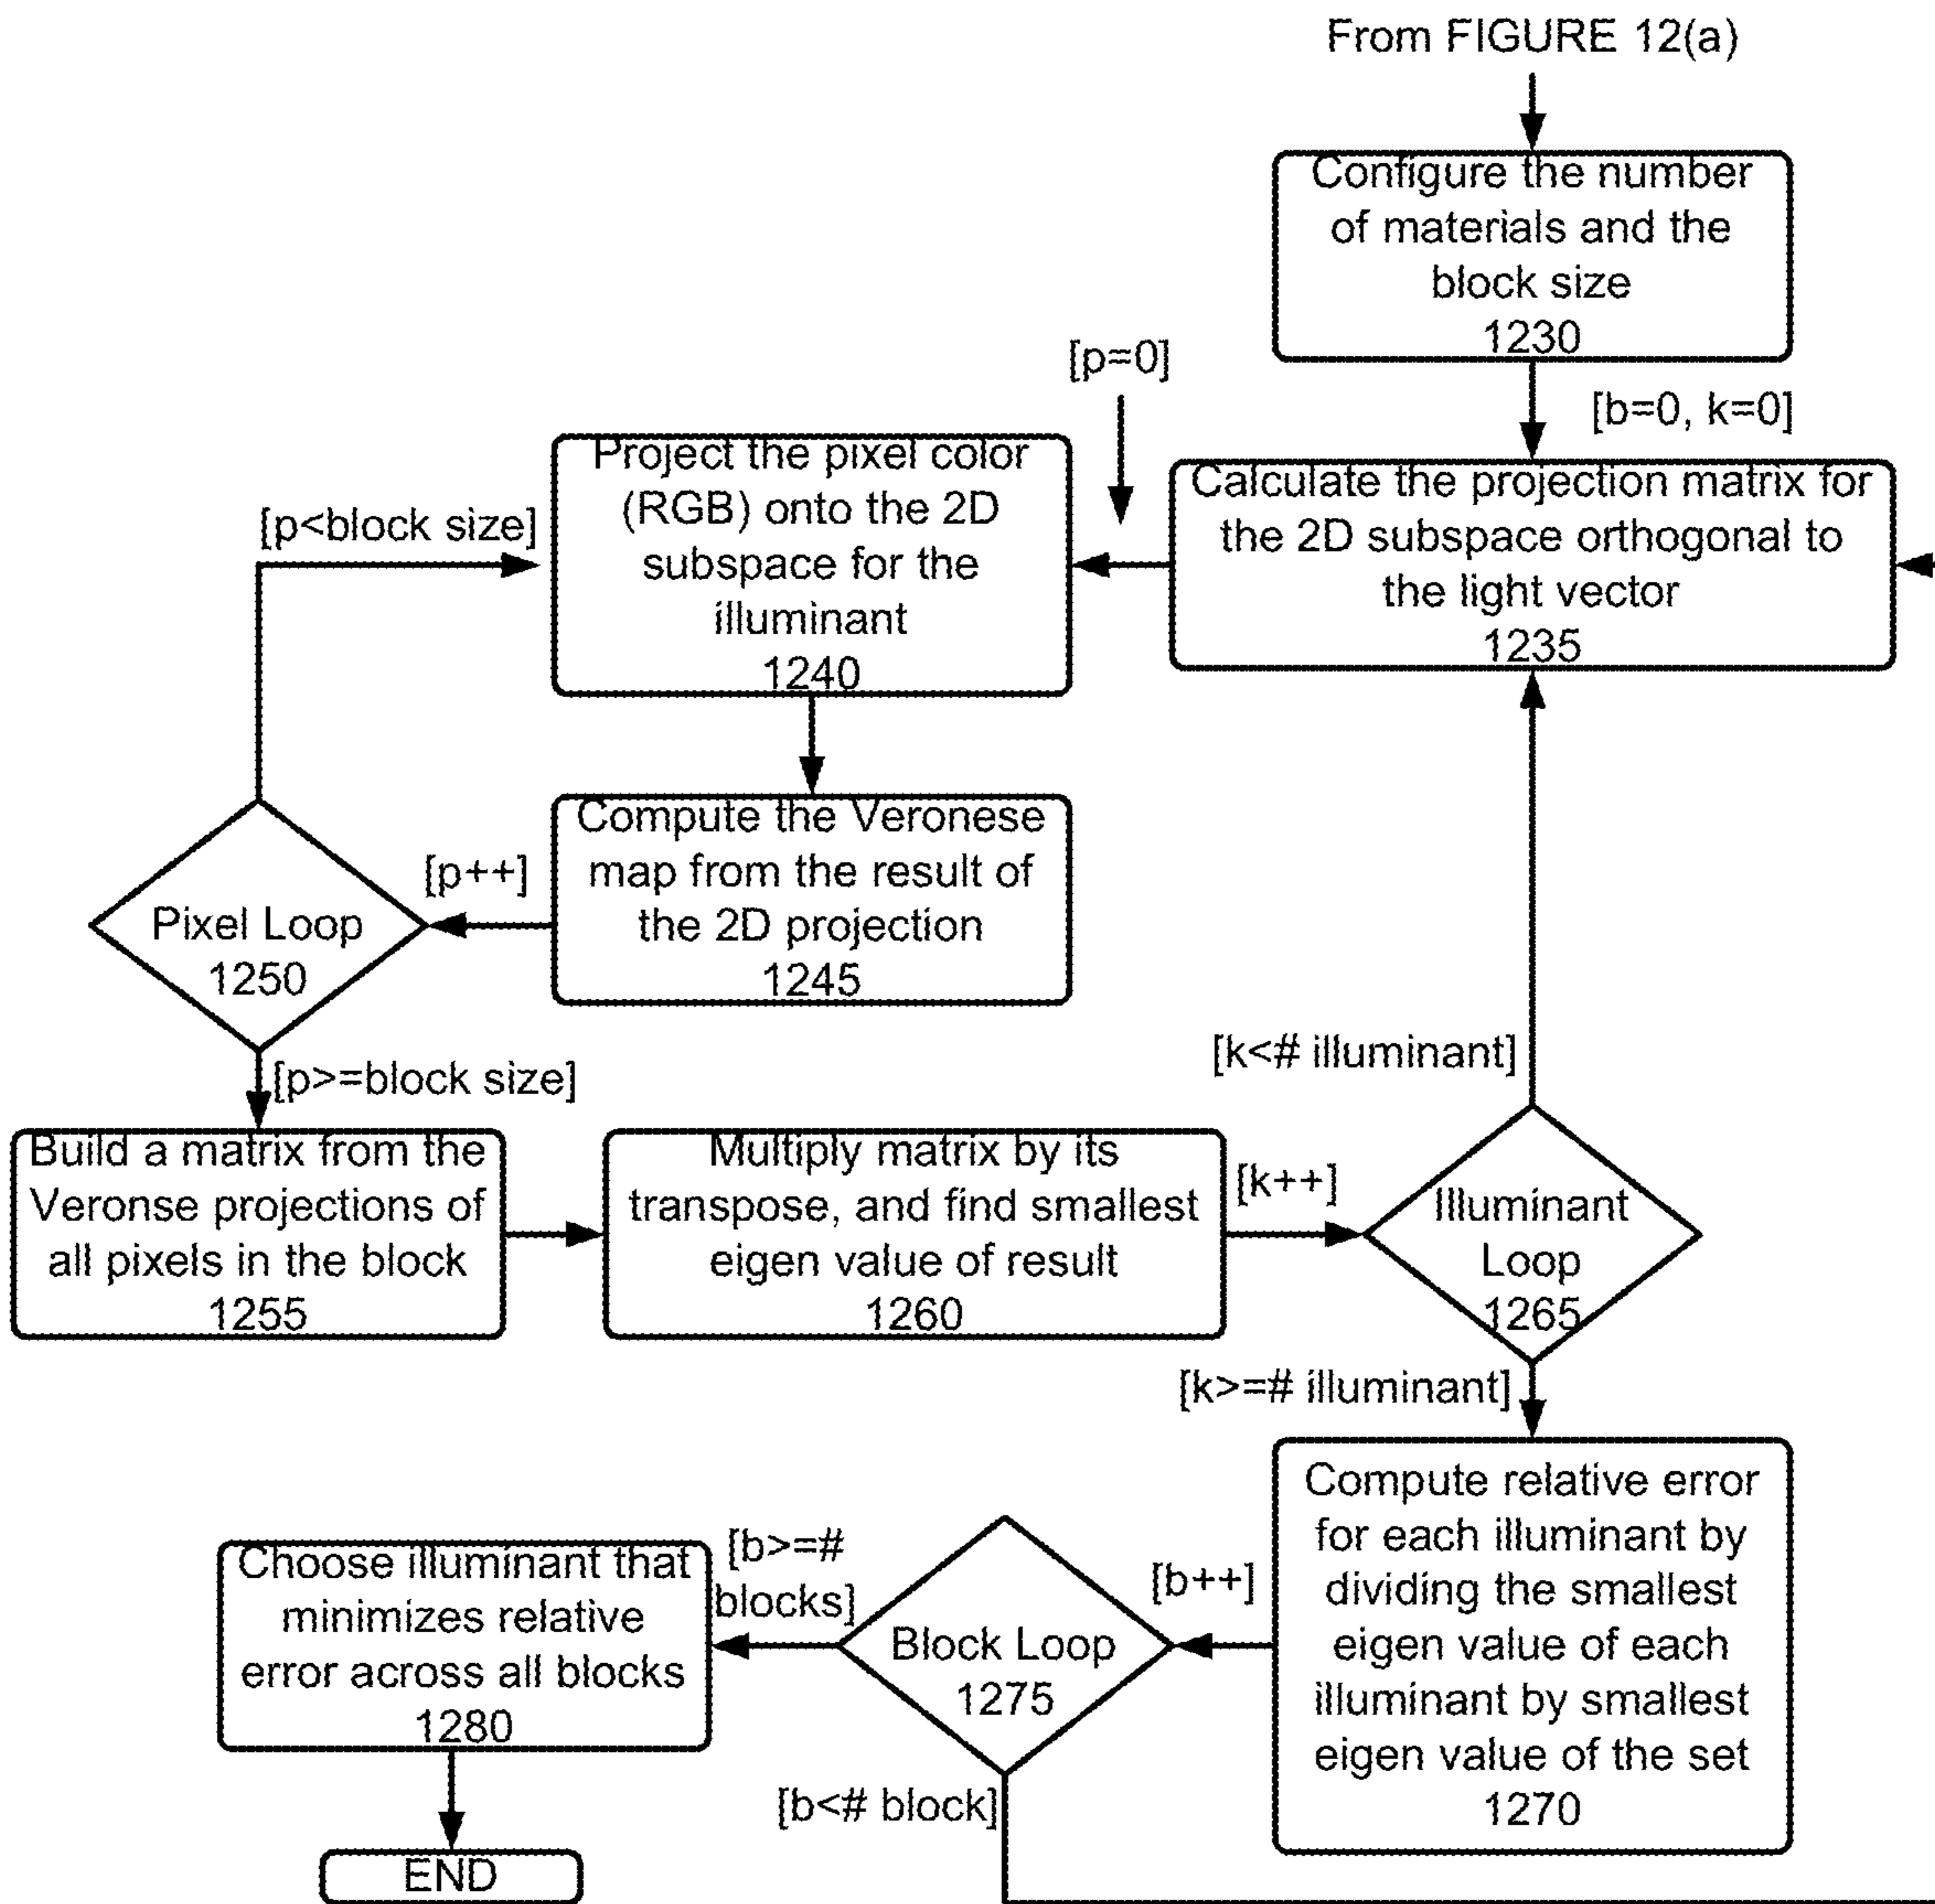 From FIGURE 12(a)
Configure the number
of materials and the
block size
1230
[b=0, k=0]
Calculate the projection matrix for
the 2D subspace orthogonal to
the light vector
1235
[p=0]
Project the pixel color
(RGB) onto the 2D
subspace for the
illuminant
1240
[p<block size]
Compute the Veronese
map from the result of
the 2D projection
1245
[p++]
Pixel Loop
1250
[p>=block size]
Build a matrix from the
Veronse projections of
all pixels in the block
1255
Multiply matrix by its
transpose, and find smallest
eigen value of result
1260
[k++]
Illuminant
Loop
1265
[k<# illuminant]
[k>=# illuminant]
Compute relative error
for each illuminant by
dividing the smallest
eigen value of each
illuminant by smallest
eigen value of the set
1270
[b++]
Block Loop
1275
[b<# block]
[b>=#
blocks]
Choose illuminant that
minimizes relative
error across all blocks
1280
END